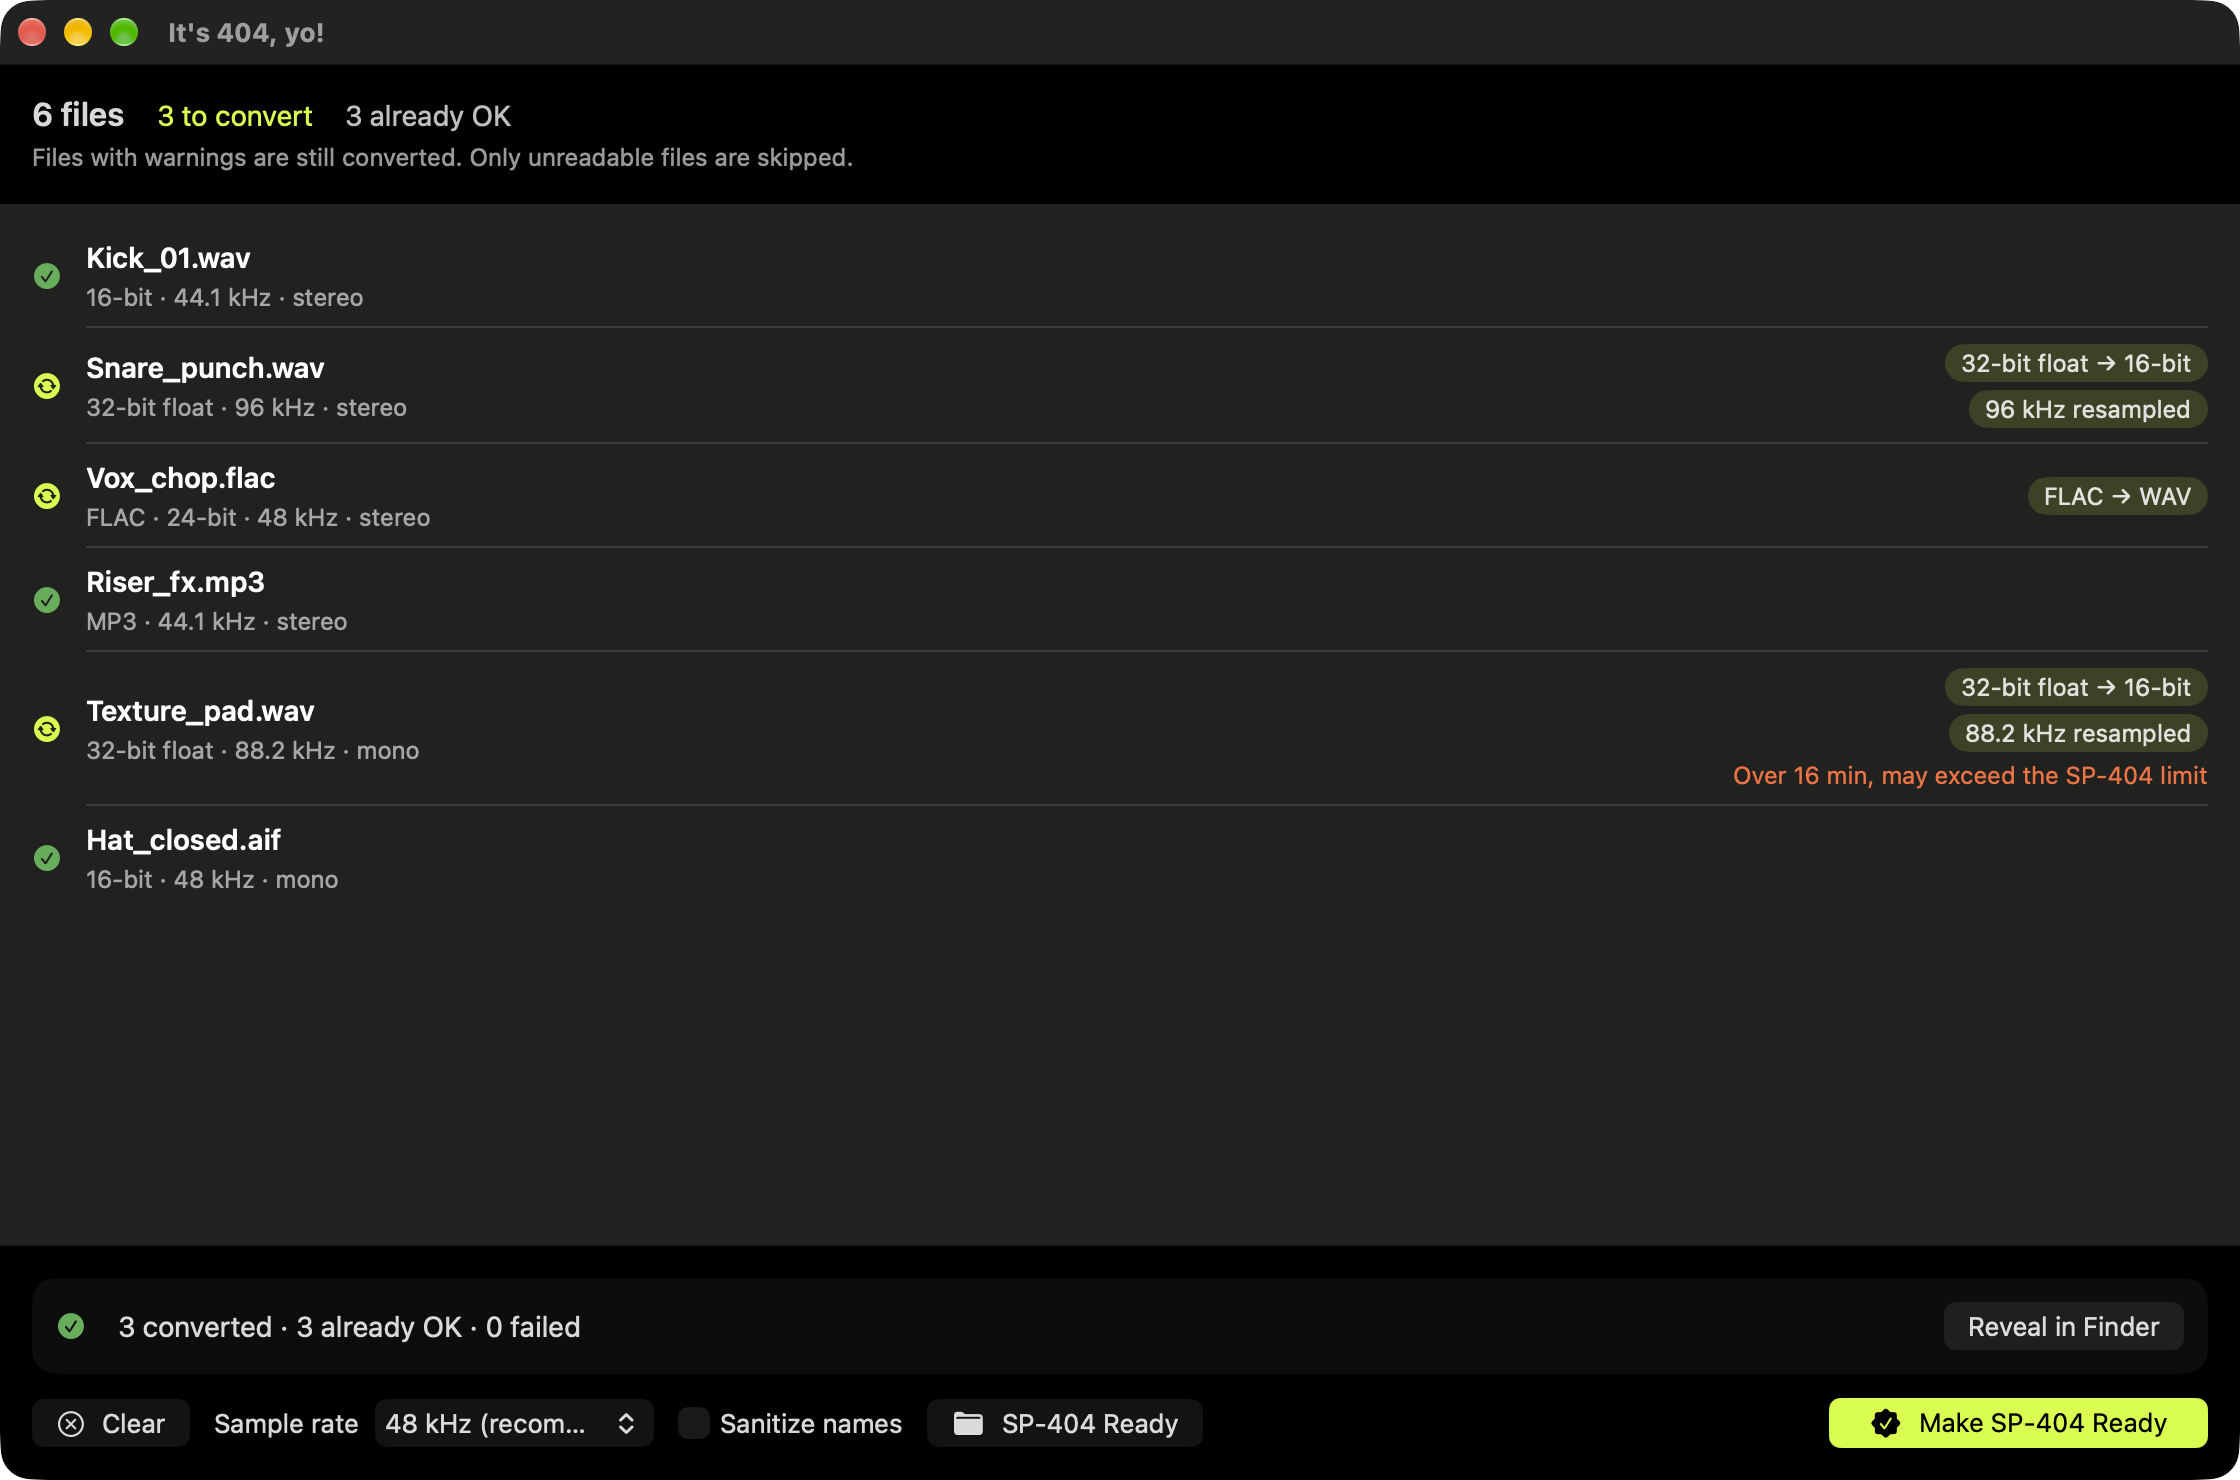 It's 404, yo!
6 files 3 to convert 3 already OK
Files with warnings are still converted. Only unreadable files are skipped.
Kick_01.wav
16-bit · 44.1 kHz · stereo
Snare_punch.wav
32-bit float · 96 kHz · stereo
32-bit float → 16-bit
96 kHz resampled
Vox_chop.flac
FLAC · 24-bit · 48 kHz · stereo
FLAC → WAV
Riser_fx.mp3
MP3 · 44.1 kHz · stereo
Texture_pad.wav
32-bit float · 88.2 kHz · mono
32-bit float → 16-bit
88.2 kHz resampled
Over 16 min, may exceed the SP-404 limit
Hat_closed.aif
16-bit · 48 kHz · mono
3 converted · 3 already OK · 0 failed
Reveal in Finder
Clear Sample rate 48 kHz (recom... Sanitize names SP-404 Ready Make SP-404 Ready